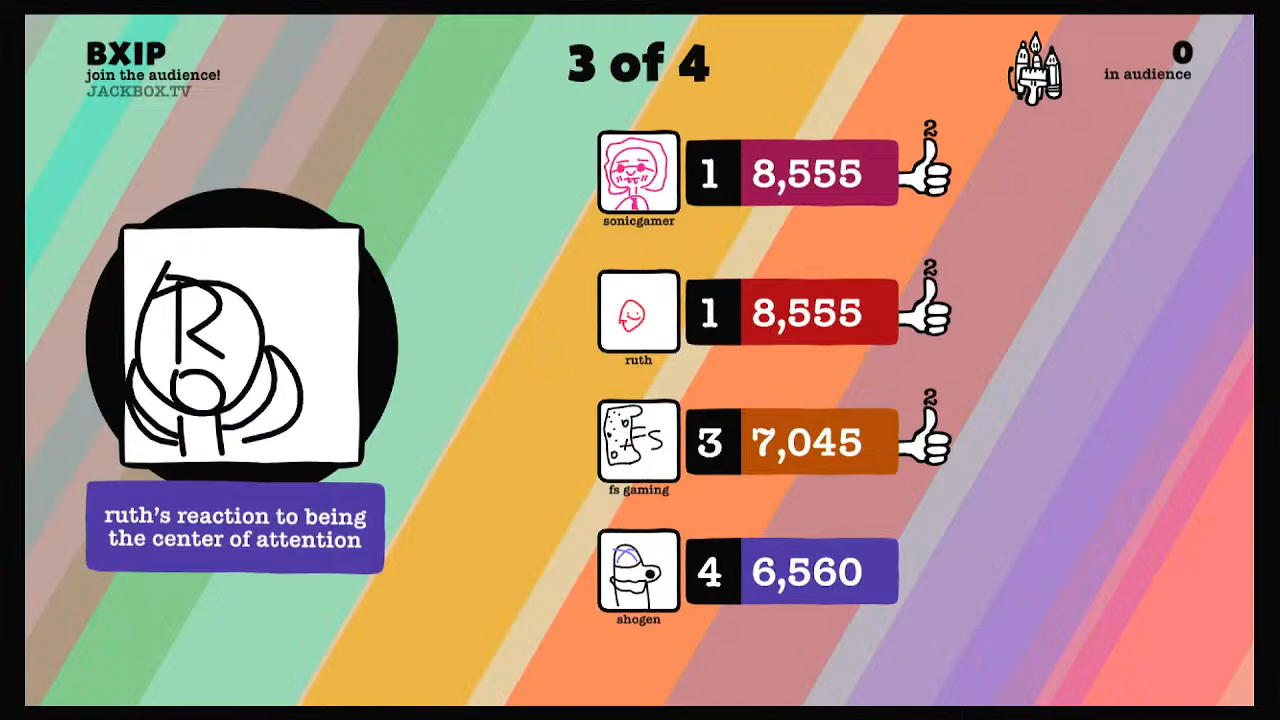 BXIP
join the audience!
JACKBOX.TV
3 of 4
0
in audience
R
ruth's reaction to being
the center of attention
2
1 8,555
sonicgamer
2
1 8,555
ruth
2
FS
3 7,045
fs gaming
4 6,560
shogen